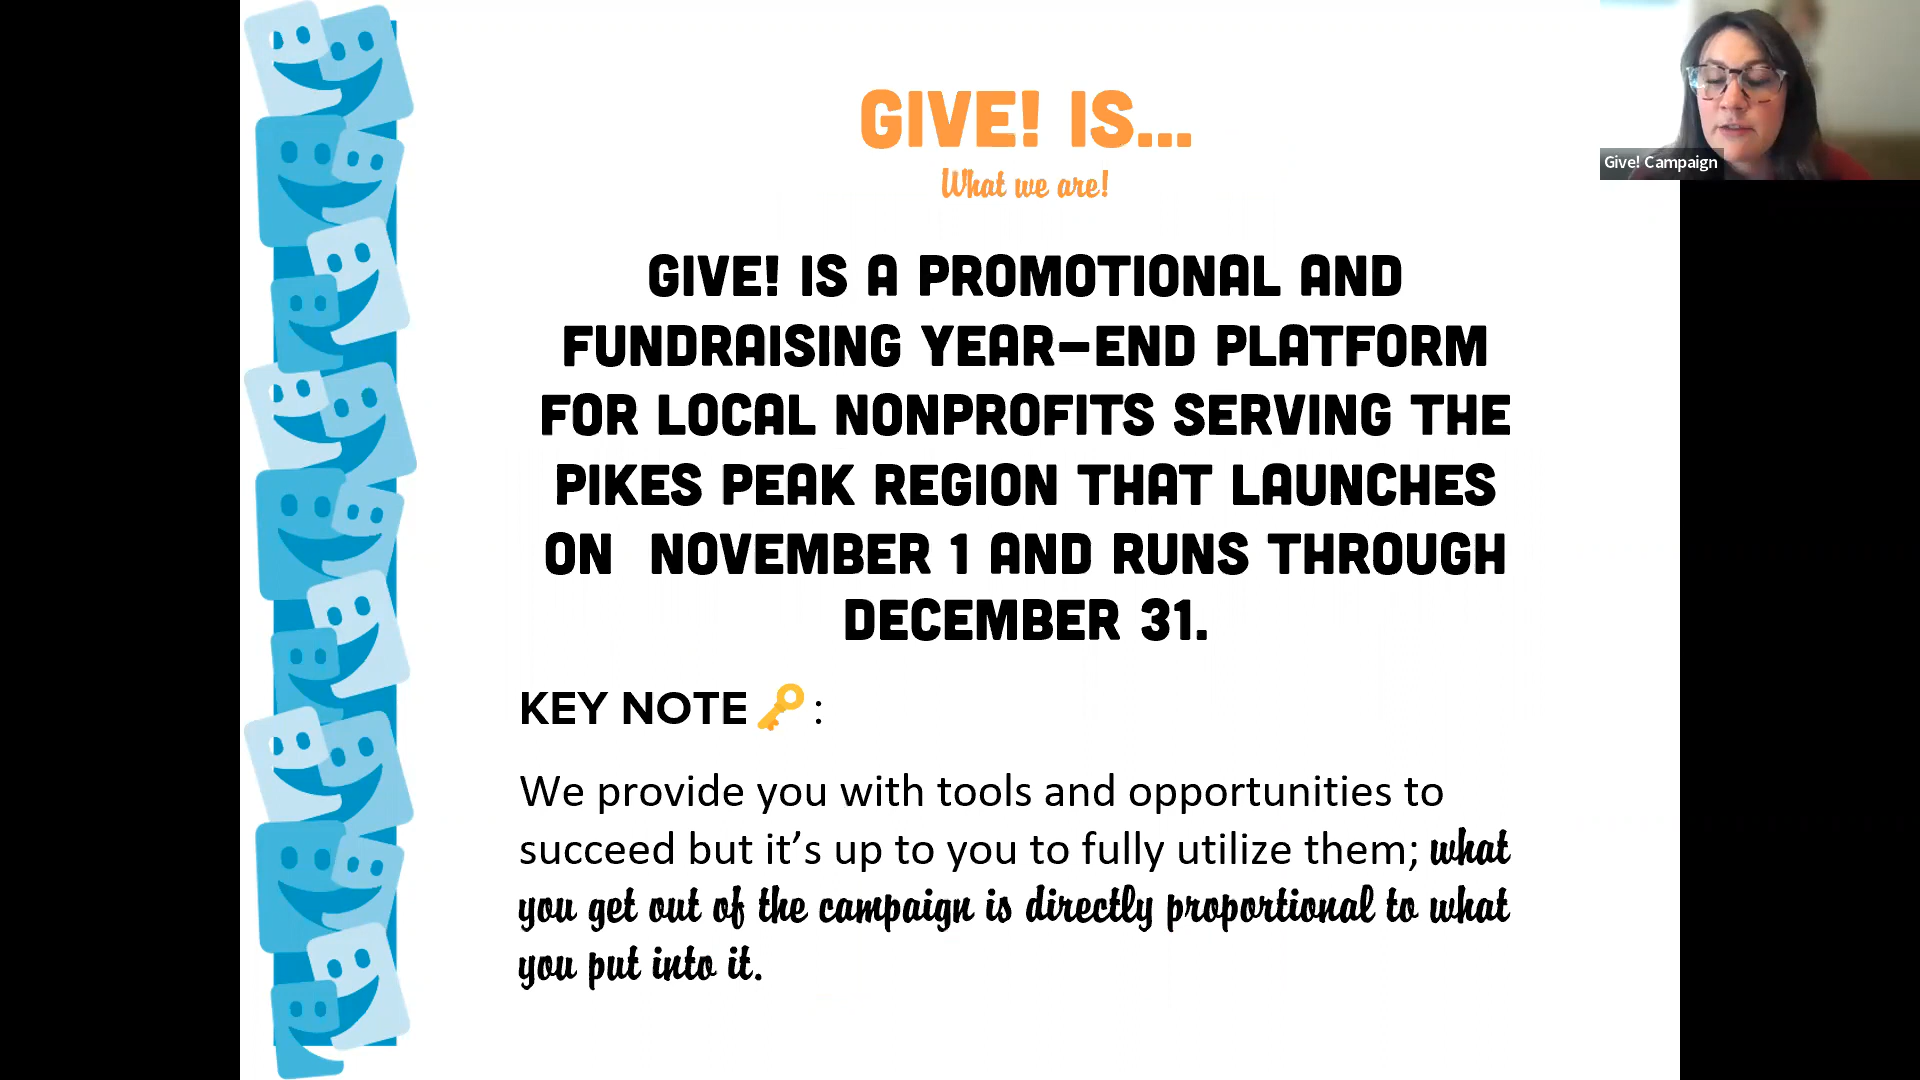 GIVE! IS...
What we are!
GIVE! IS A PROMOTIONAL AND
FUNDRAISING YEAR-END PLATFORM
FOR LOCAL NONPROFITS SERVING THE
PIKES PEAK REGION THAT LAUNCHES
ON NOVEMBER 1 AND RUNS THROUGH
DECEMBER 31.
KEY NOTE 🔑 :
We provide you with tools and opportunities to
succeed but it’s up to you to fully utilize them; what
you get out of the campaign is directly proportional to what
you put into it.
Give! Campaign